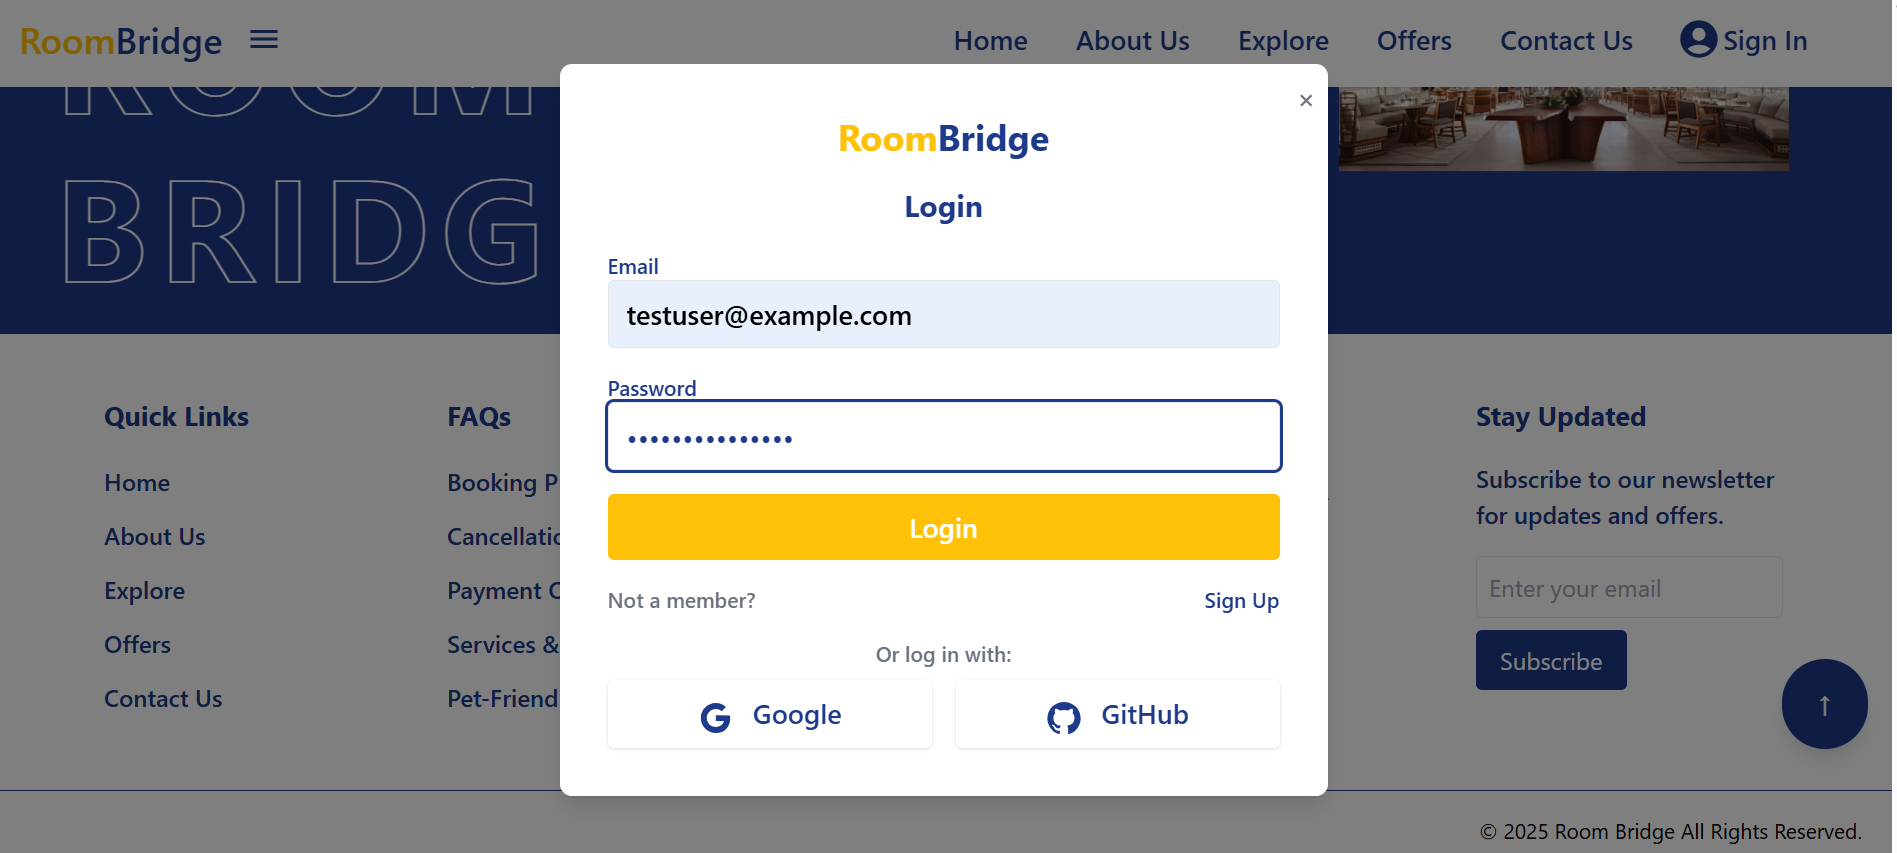 RoomBridge
Home About Us Explore Offers Contact Us Sign In
ROOM
BRIDG
×
RoomBridge
Login
Email
testuser@example.com
Password
•••••••••••••••
Login
Not a member? Sign Up
Or log in with:
Google GitHub
Quick Links
Home
About Us
Explore
Offers
Contact Us
FAQs
Booking P
Cancellatio
Payment
Services &
Pet-Friend
Stay Updated
Subscribe to our newsletter
for updates and offers.
Enter your email
Subscribe
↑
© 2025 Room Bridge All Rights Reserved.